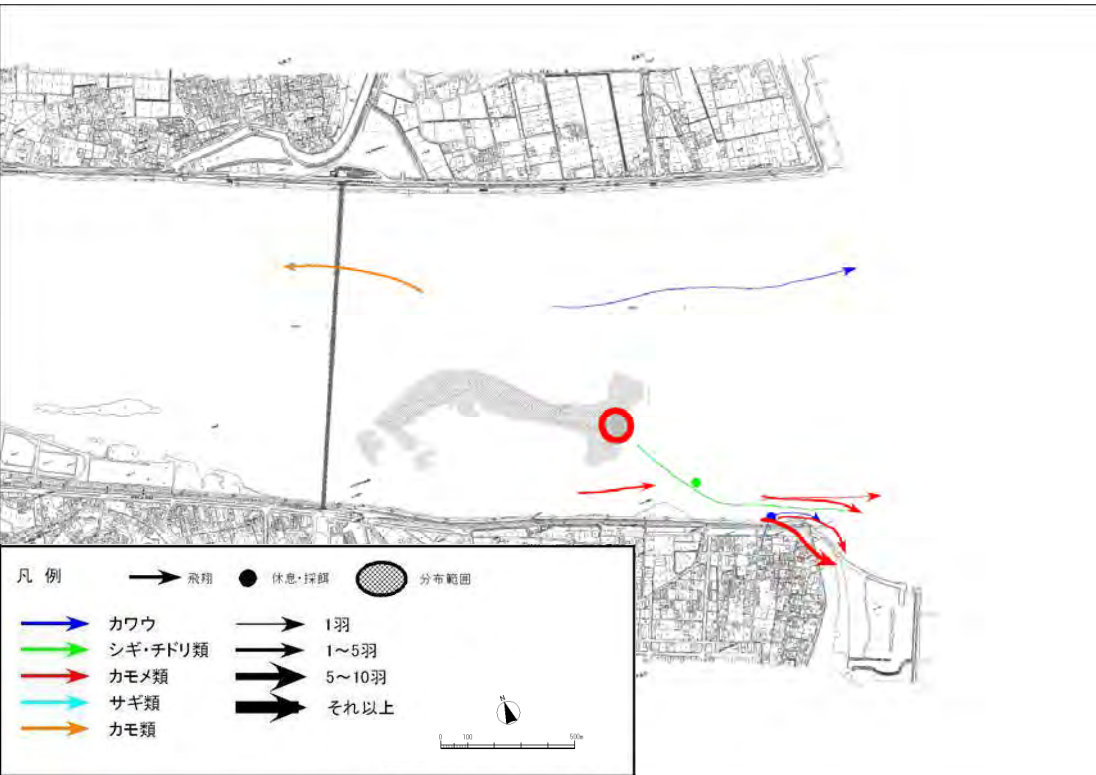 凡 例
飛翔
休息・採餌
分布範囲
カワウ
1羽
シギ・チドリ類
1～5羽
カモメ類
5～10羽
サギ類
それ以上
カモ類
N
0 100 500m